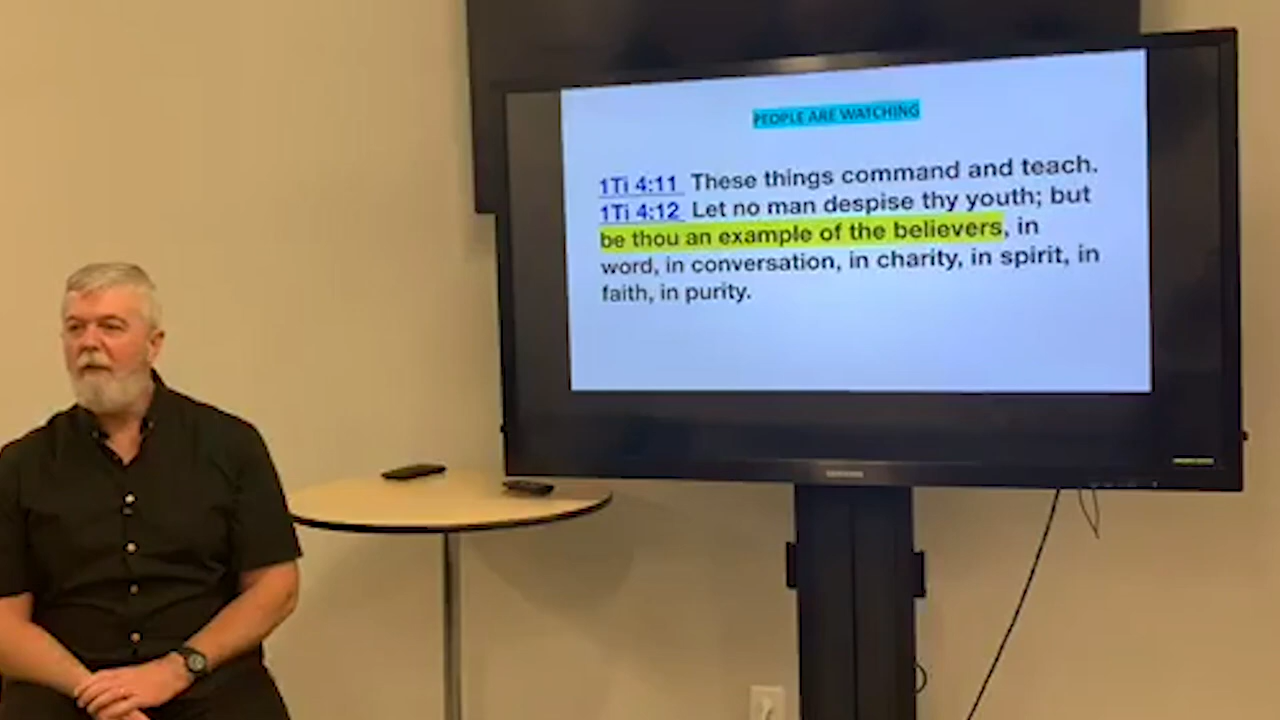 PEOPLE ARE WATCHING
1Ti 4:11 These things command and teach.
1Ti 4:12 Let no man despise thy youth; but
be thou an example of the believers, in
word, in conversation, in charity, in spirit, in
faith, in purity.